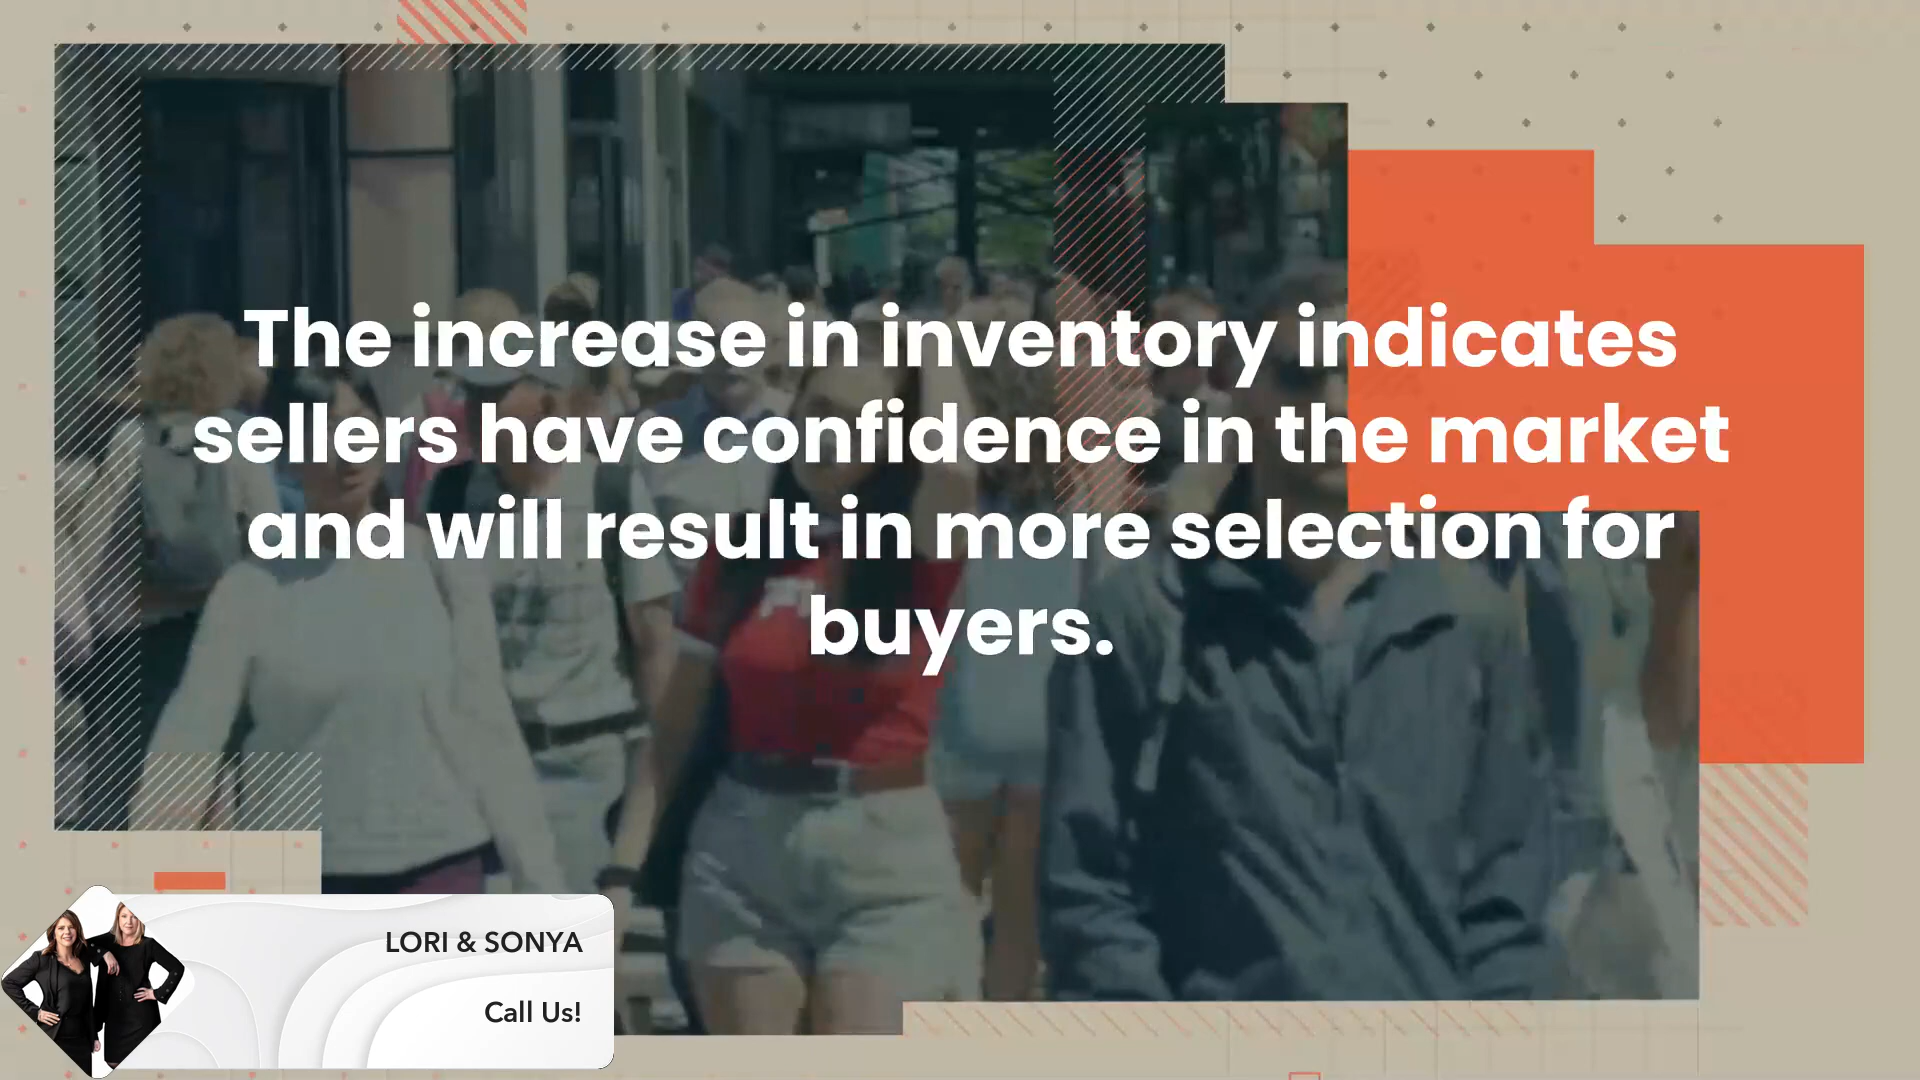 The increase in inventory indicates
sellers have confidence in the market
and will result in more selection for
buyers.
LORI & SONYA
Call Us!